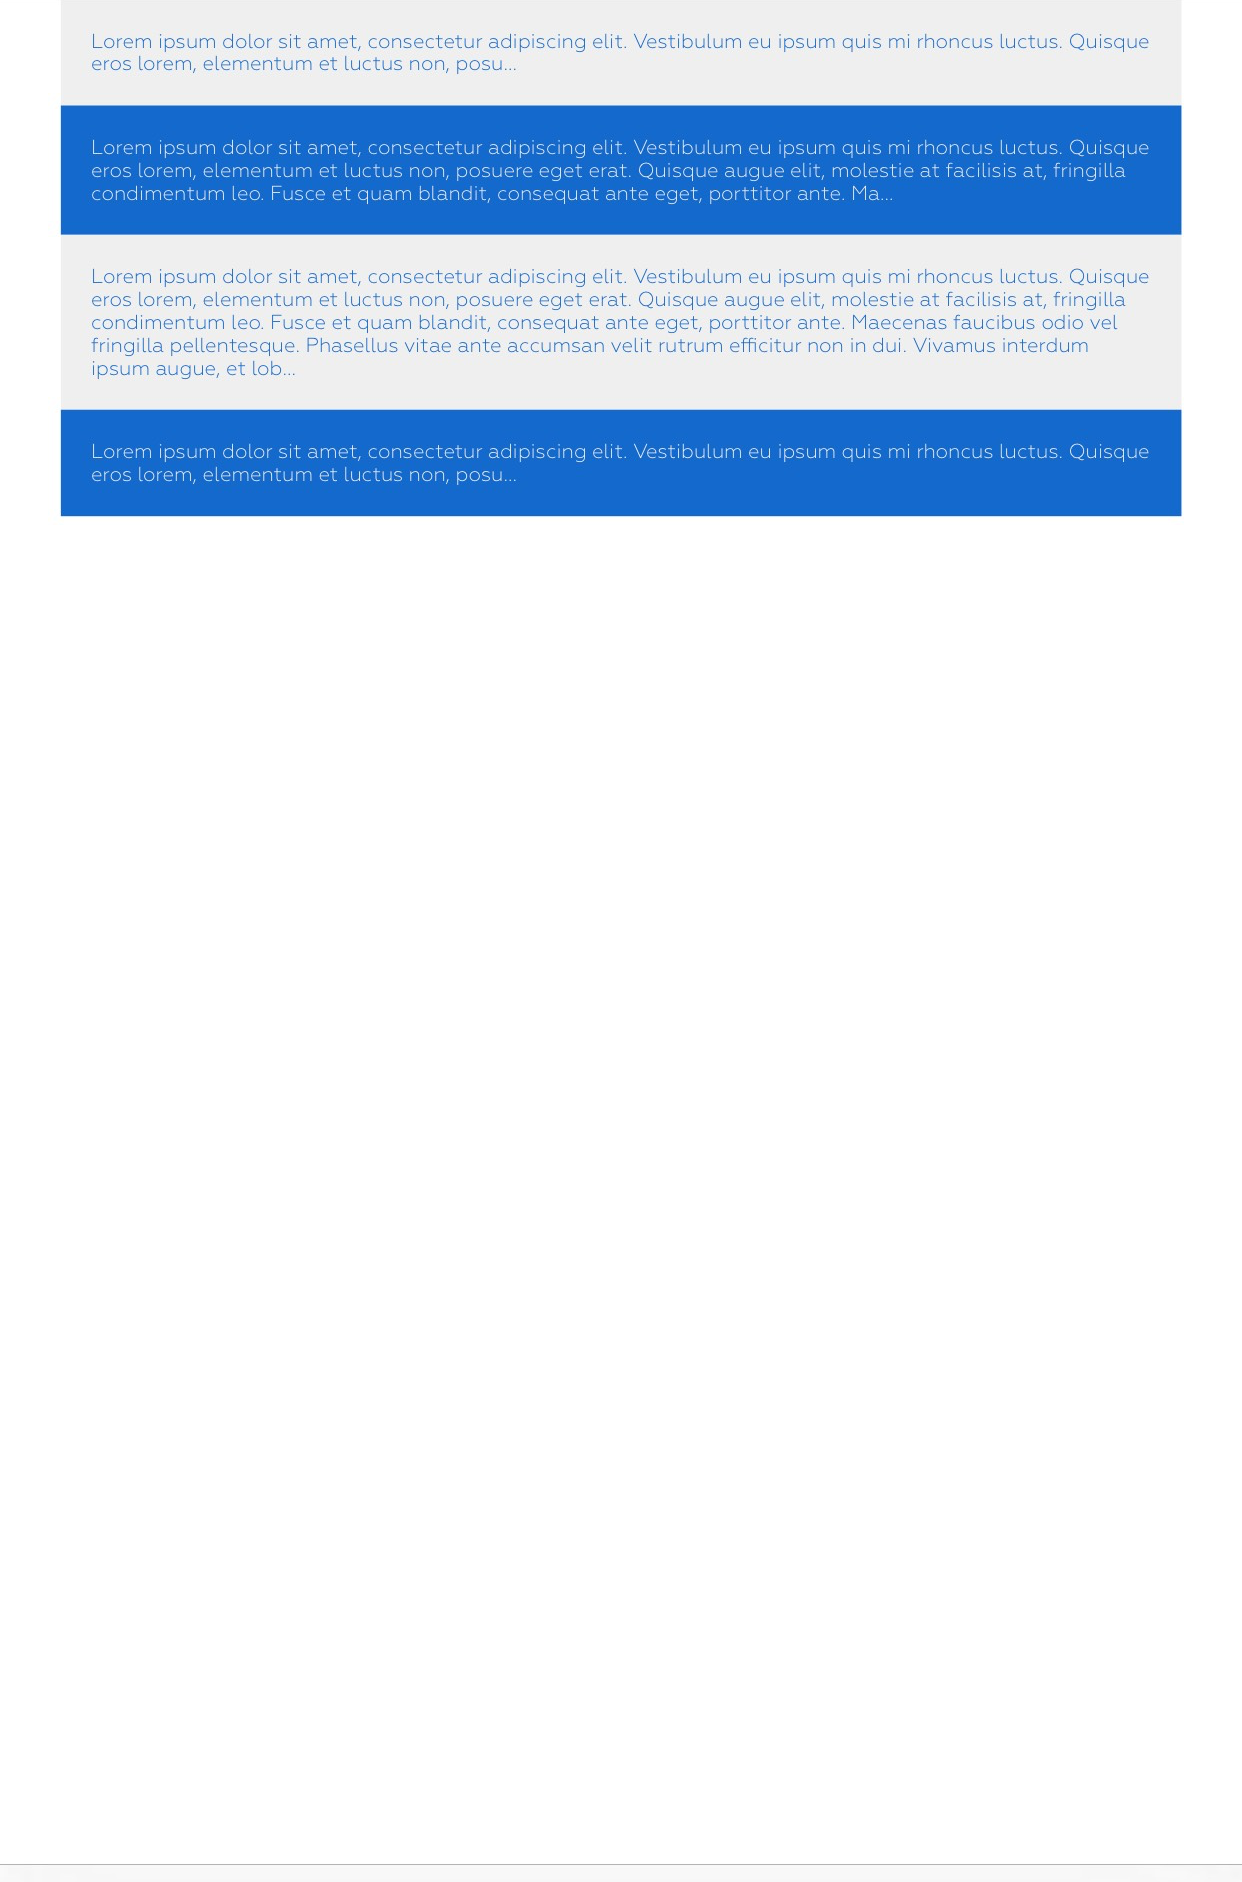 Lorem ipsum dolor sit amet, consectetur adipiscing elit. Vestibulum eu ipsum quis mi rhoncus luctus. Quisque
eros lorem, elementum et luctus non, posu...
Lorem ipsum dolor sit amet, consectetur adipiscing elit. Vestibulum eu ipsum quis mi rhoncus luctus. Quisque
eros lorem, elementum et luctus non, posuere eget erat. Quisque augue elit, molestie at facilisis at, fringilla
condimentum leo. Fusce et quam blandit, consequat ante eget, porttitor ante. Ma...
Lorem ipsum dolor sit amet, consectetur adipiscing elit. Vestibulum eu ipsum quis mi rhoncus luctus. Quisque
eros lorem, elementum et luctus non, posuere eget erat. Quisque augue elit, molestie at facilisis at, fringilla
condimentum leo. Fusce et quam blandit, consequat ante eget, porttitor ante. Maecenas faucibus odio vel
fringilla pellentesque. Phasellus vitae ante accumsan velit rutrum efficitur non in dui. Vivamus interdum
ipsum augue, et lob...
Lorem ipsum dolor sit amet, consectetur adipiscing elit. Vestibulum eu ipsum quis mi rhoncus luctus. Quisque
eros lorem, elementum et luctus non, posu...